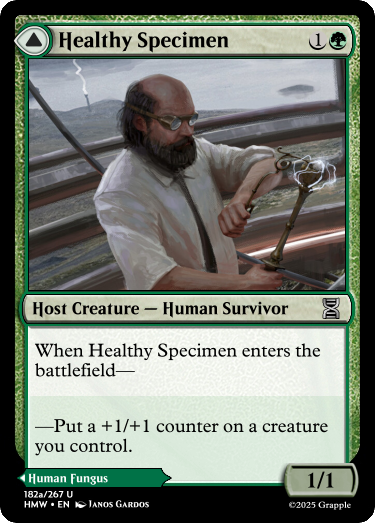 Healthy Specimen 1
Host Creature — Human Survivor
When Healthy Specimen enters the
battlefield—
—Put a +1/+1 counter on a creature
you control.
Human Fungus
1/1
182a/267 U
HMW • EN Janos Gardos
©2025 Grapple